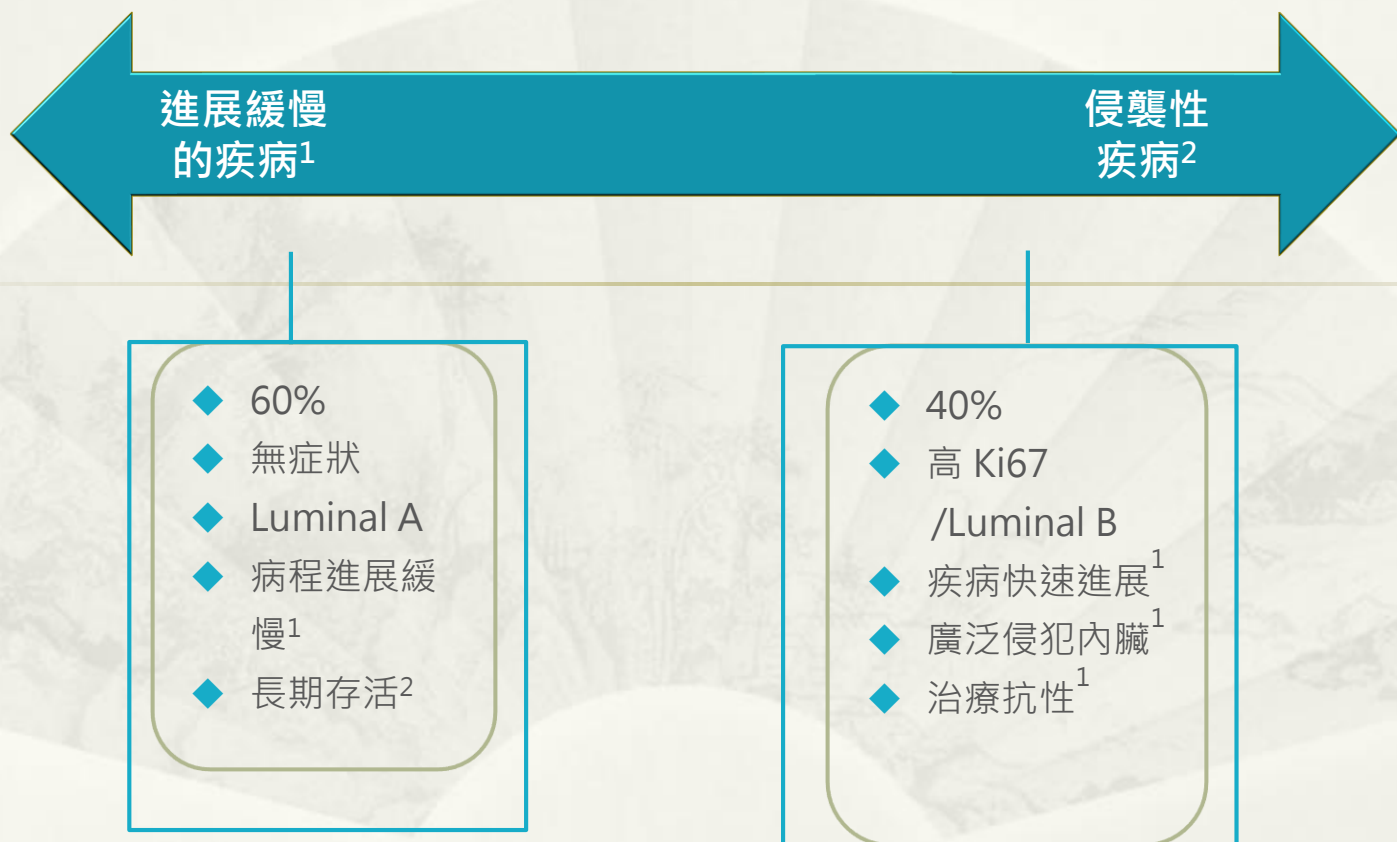 進展緩慢
的疾病1
侵襲性
疾病2
60%
無症狀
Luminal A
病程進展緩
慢1
長期存活2
40%
高 Ki67
/Luminal B
疾病快速進展1
廣泛侵犯內臟1
治療抗性1